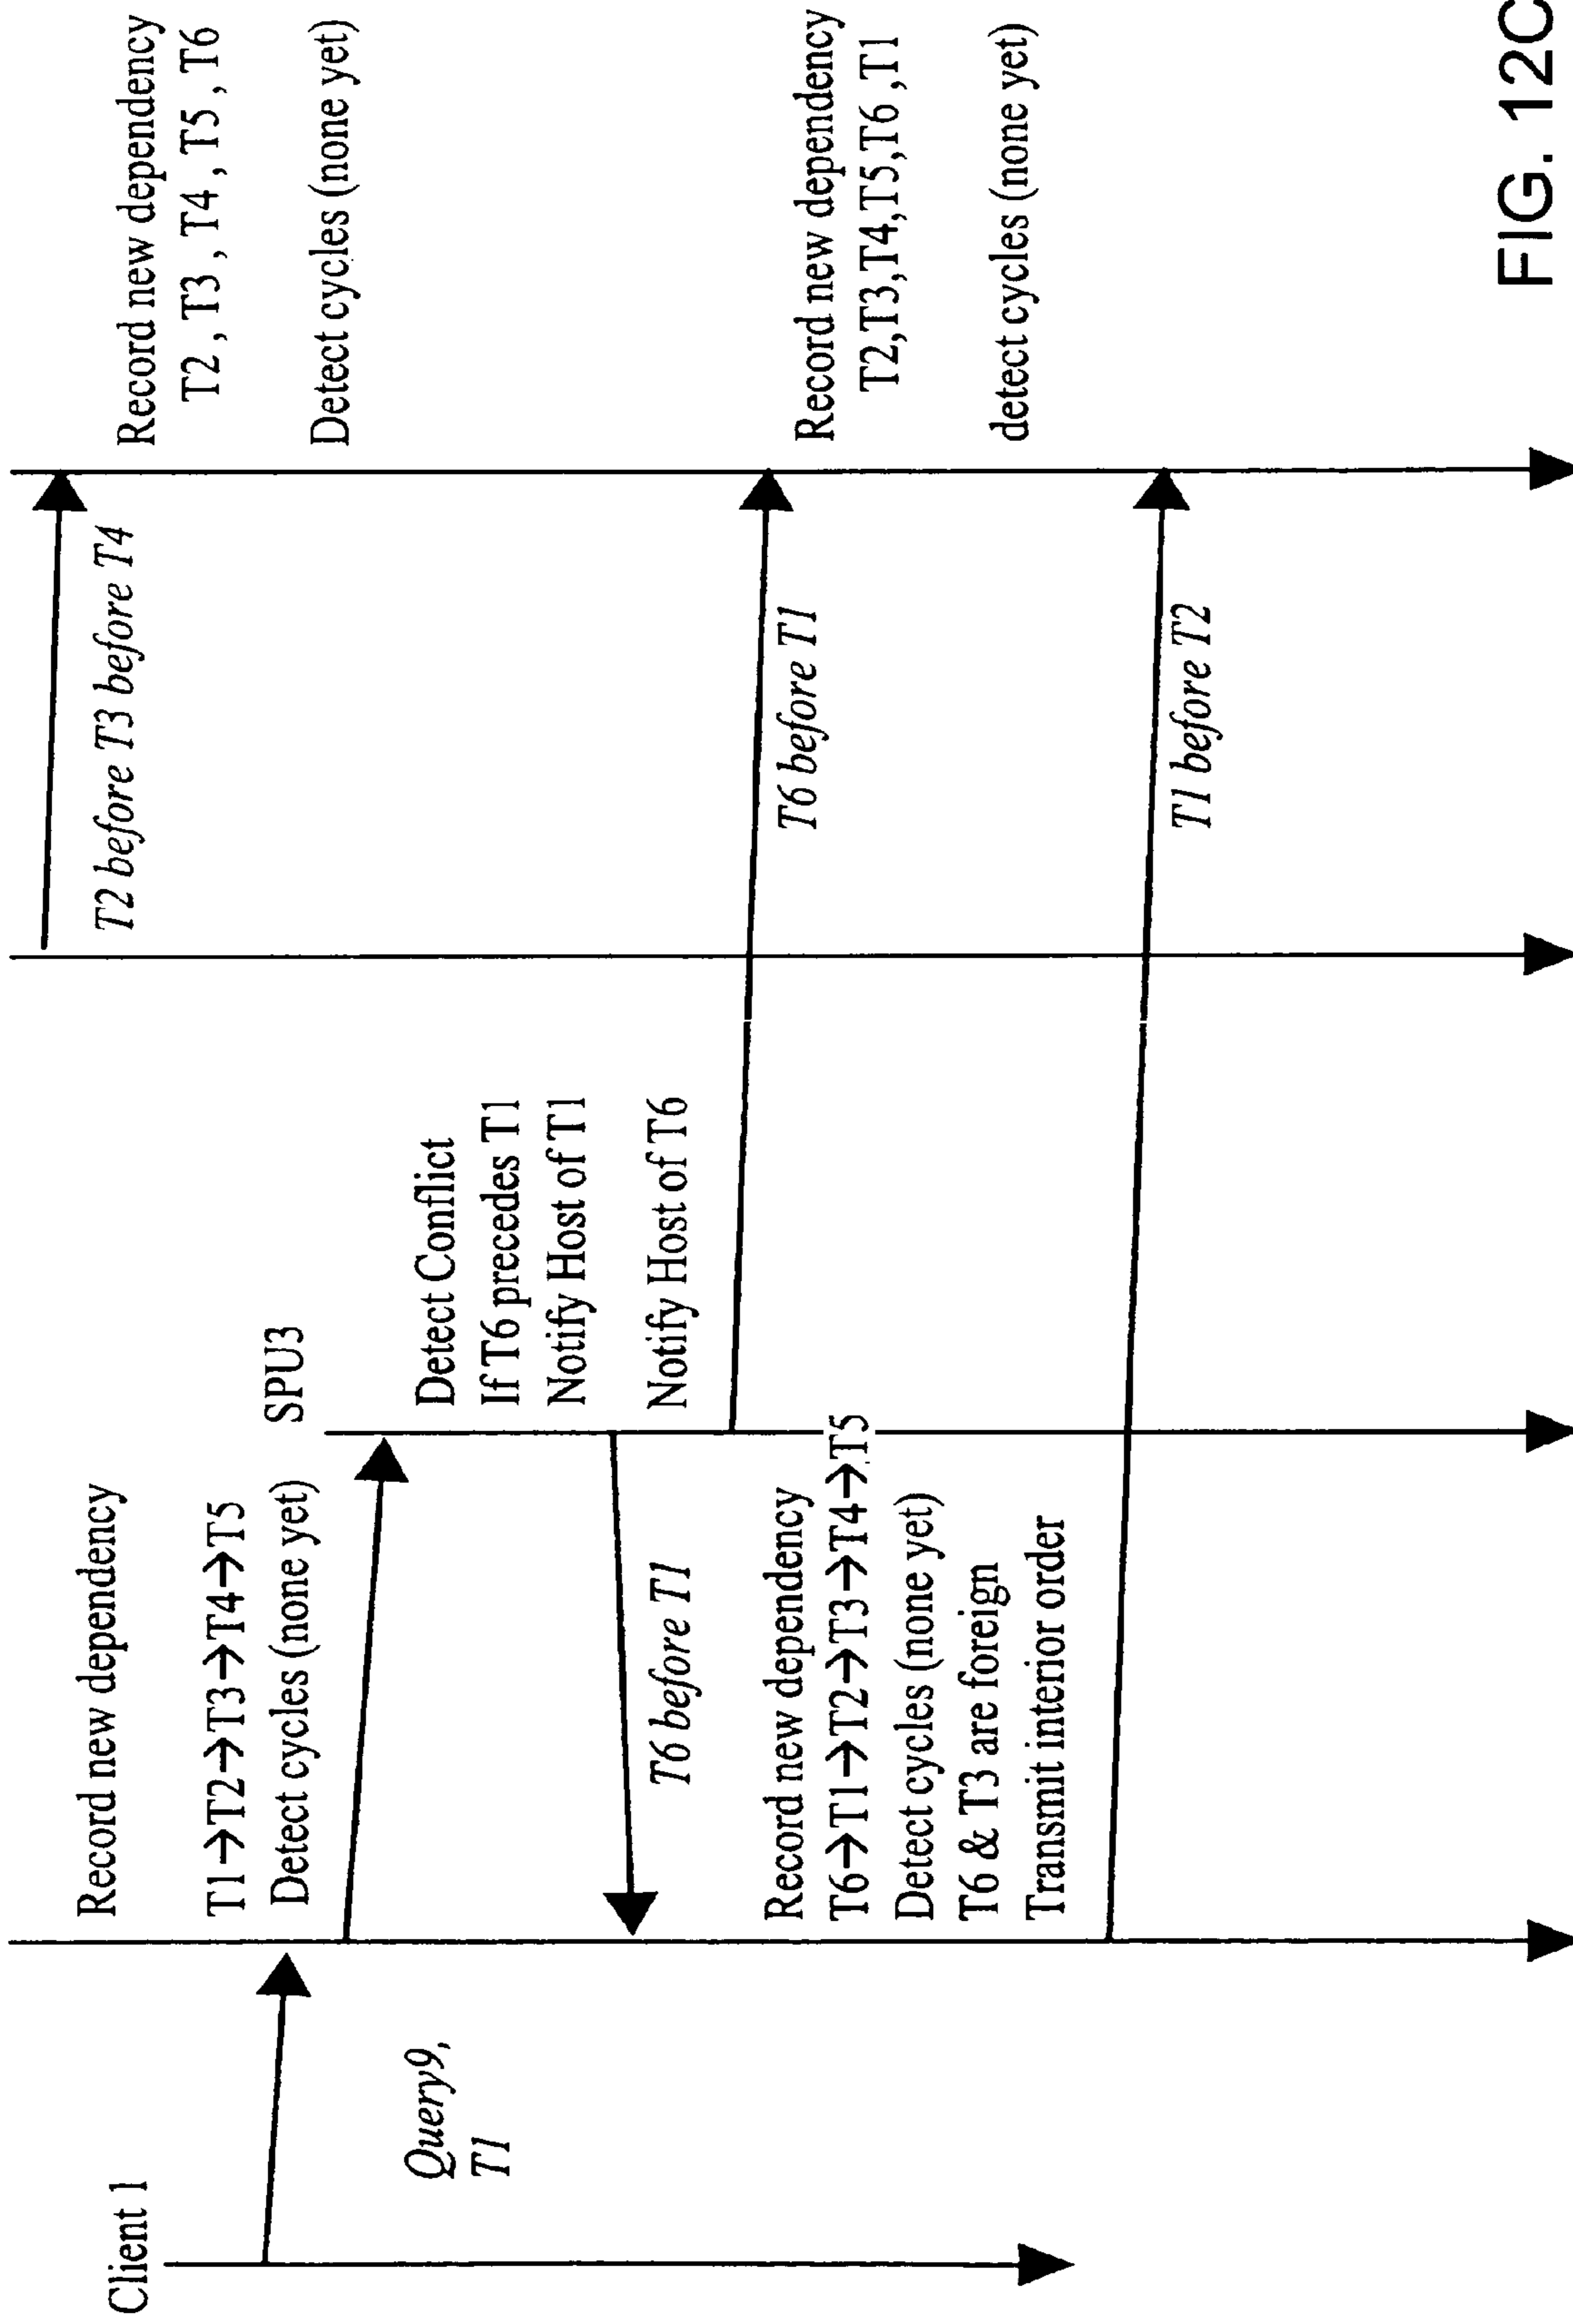 Client 1
Query9,
T1
Record new dependency
T1→T2→T3→T4→T5
Detect cycles (none yet)
SPU3
Detect Conflict
If T6 precedes T1
Notify Host of T1
Notify Host of T6
T6 before T1
Record new dependency
T6→T1→T2→T3→T4→T5
Detect cycles (none yet)
T6 & T3 are foreign
Transmit interior order
T2 before T3 before T4
T6 before T1
T1 before T2
Record new dependency
T2 , T3 , T4 , T5 , T6
Detect cycles (none yet)
Record new dependency
T2,T3,T4,T5,T6 ,T1
detect cycles (none yet)
FIG. 12C